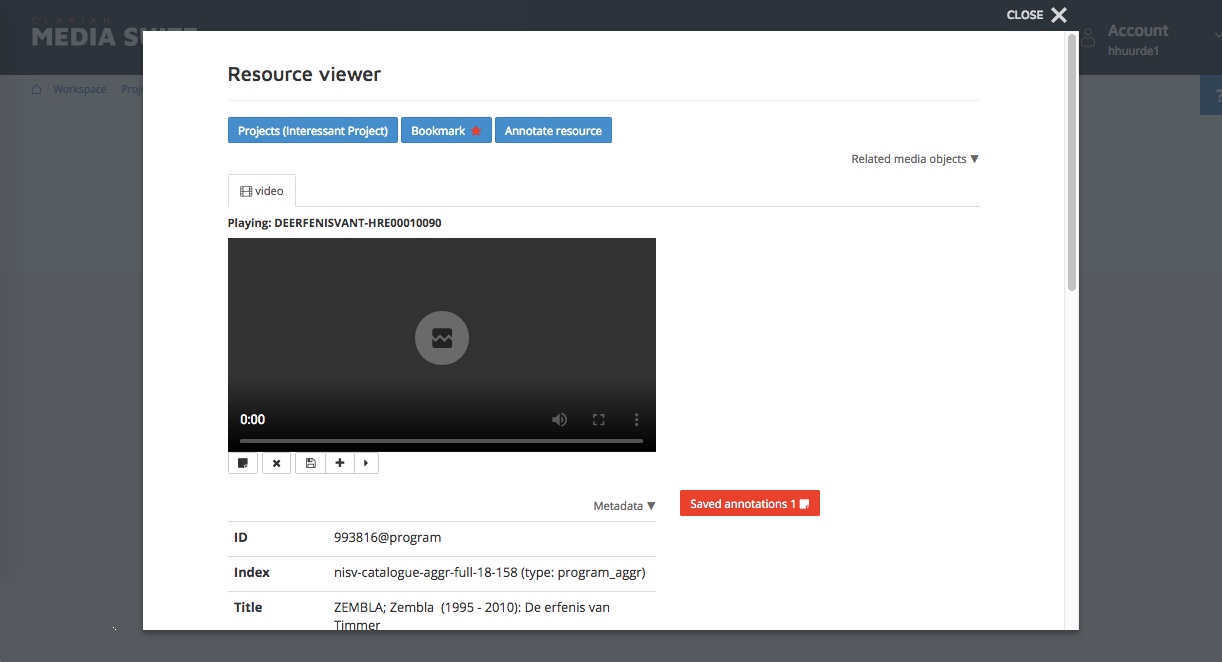 CLOSE
CLARIAH
MEDIA SUITE
Account
hhuurde1
Workspace
Resource viewer
Projects (Interessant Project)
Bookmark
Annotate resource
Related media objects ▼
video
Playing: DEERFENISVANT-HRE00010090
0:00
Metadata ▼
Saved annotations 1
ID 993816@program
Index nisv-catalogue-aggr-full-18-158 (type: program_aggr)
Title ZEMBLA; Zembla (1995 - 2010): De erfenis van
Timmer